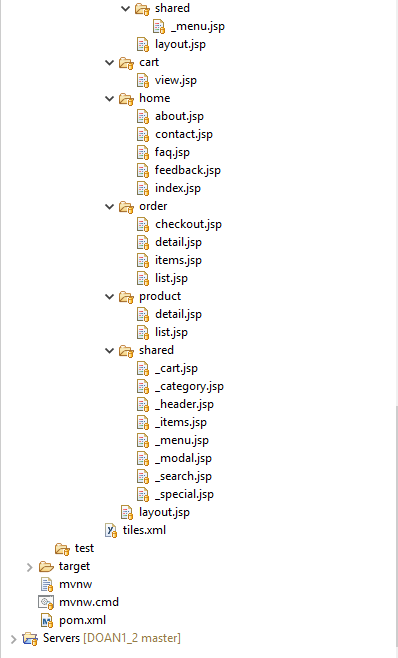 shared
_menu.jsp
layout.jsp
cart
view.jsp
home
about.jsp
contact.jsp
faq.jsp
feedback.jsp
index.jsp
order
checkout.jsp
detail.jsp
items.jsp
list.jsp
product
detail.jsp
list.jsp
shared
_cart.jsp
_category.jsp
_header.jsp
_items.jsp
_menu.jsp
_modal.jsp
_search.jsp
_special.jsp
layout.jsp
tiles.xml
test
target
mvnw
mvnw.cmd
pom.xml
Servers [DOAN1_2 master]